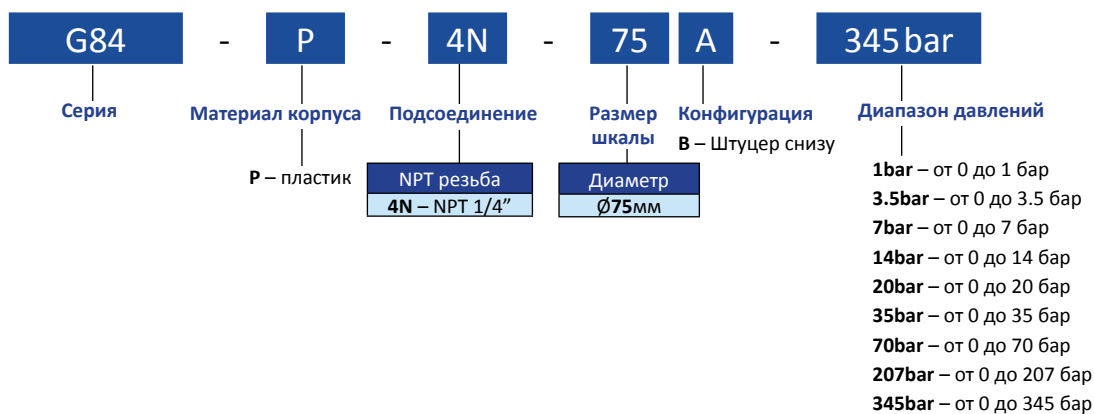 G84 - P - 4N - 75 A - 345bar
Серия
Материал корпуса
P – пластик
Подсоединение
NPT резьба
4N – NPT 1/4”
Размер
шкалы
Диаметр
Ø75мм
Конфигурация
B – Штуцер снизу
Диапазон давлений
1bar – от 0 до 1 бар
3.5bar – от 0 до 3.5 бар
7bar – от 0 до 7 бар
14bar – от 0 до 14 бар
20bar – от 0 до 20 бар
35bar – от 0 до 35 бар
70bar – от 0 до 70 бар
207bar – от 0 до 207 бар
345bar – от 0 до 345 бар